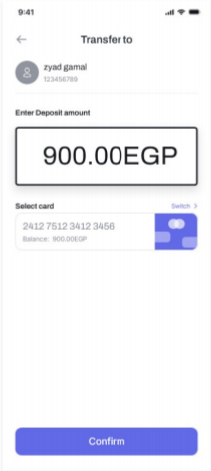 9:41
Transfer to
zyad gamal
123456789
Enter Deposit amount
900.00EGP
Select card
Switch
2412 7512 3412 3456
Balance: 900.00EGP
Confirm